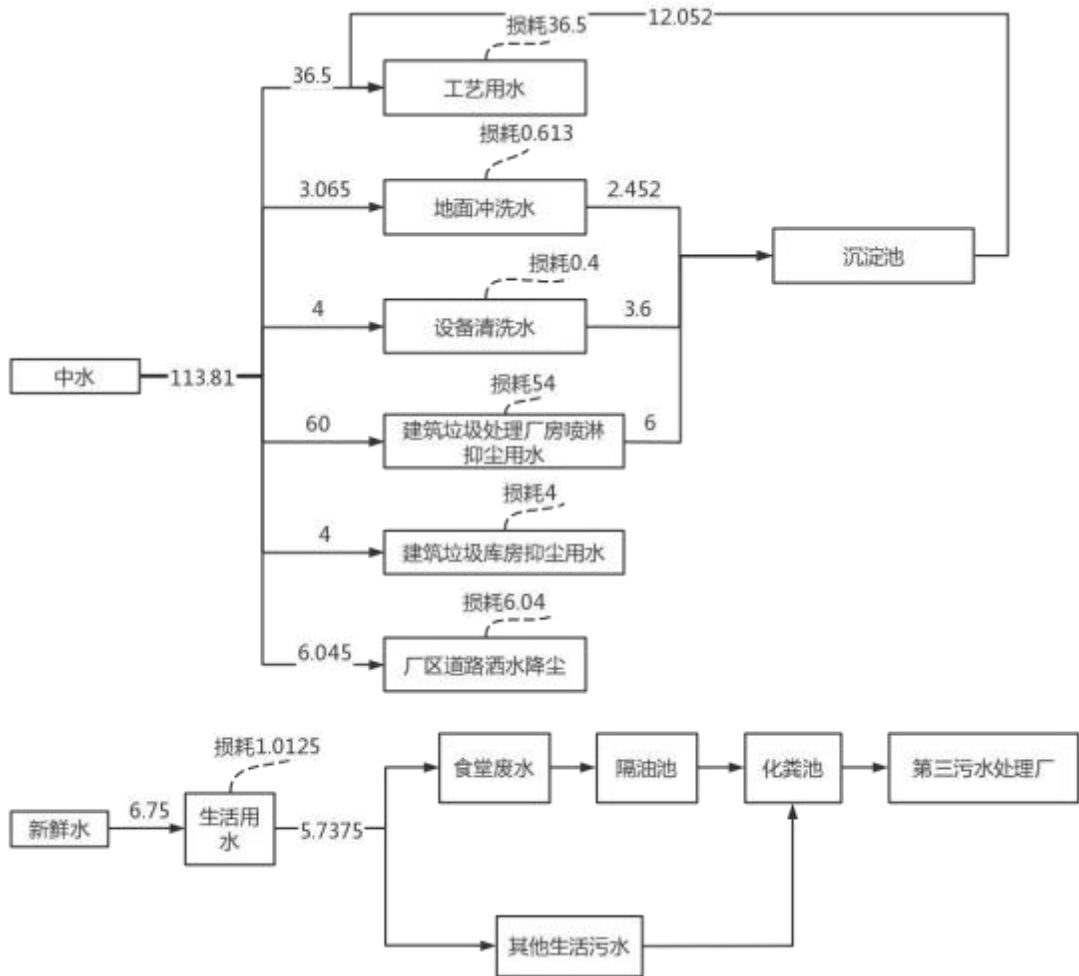 12.052
损耗36.5
36.5
工艺用水
损耗0.613
3.065
地面冲洗水
2.452
沉淀池
损耗0.4
4
设备清洗水
3.6
中水
113.81
损耗54
60
建筑垃圾处理厂房喷淋
抑尘用水
6
损耗4
4
建筑垃圾库房抑尘用水
损耗6.04
6.045
厂区道路洒水降尘
损耗1.0125
新鲜水
6.75
生活用
水
5.7375
食堂废水
隔油池
化粪池
第三污水处理厂
其他生活污水